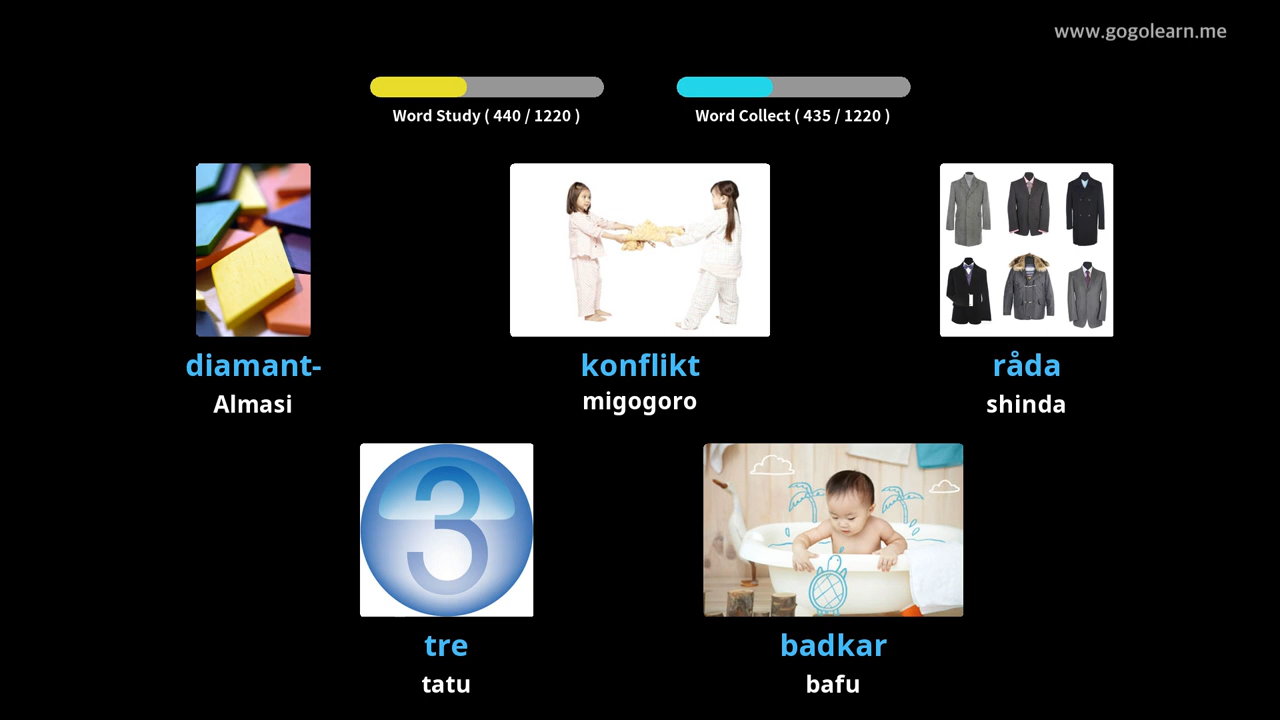 www.gogolearn.me
Word Study ( 440 / 1220 )
Word Collect ( 435 / 1220 )
diamant-
Almasi
konflikt
migogoro
råda
shinda
3
tre
tatu
badkar
bafu